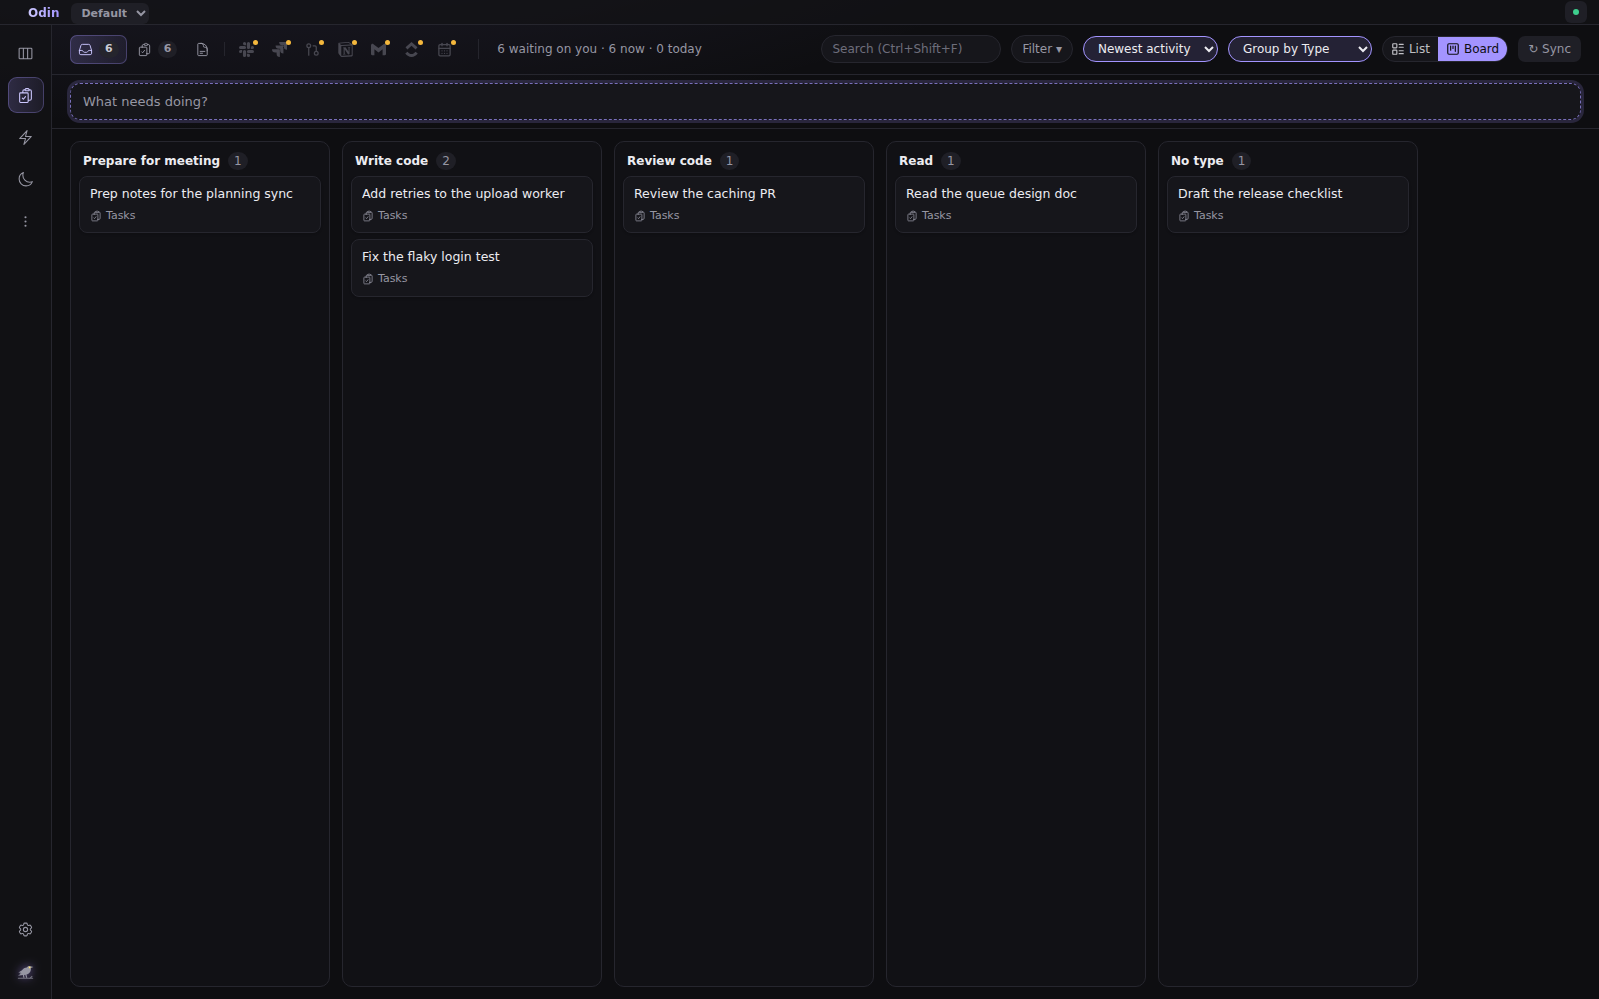 Odin Default
6 6 6 waiting on you · 6 now · 0 today Search (Ctrl+Shift+F) Filter ▾ Newest activity Group by Type List Board ↻ Sync
What needs doing?
Prepare for meeting 1
Prep notes for the planning sync
Tasks
Write code 2
Add retries to the upload worker
Tasks
Fix the flaky login test
Tasks
Review code 1
Review the caching PR
Tasks
Read 1
Read the queue design doc
Tasks
No type 1
Draft the release checklist
Tasks